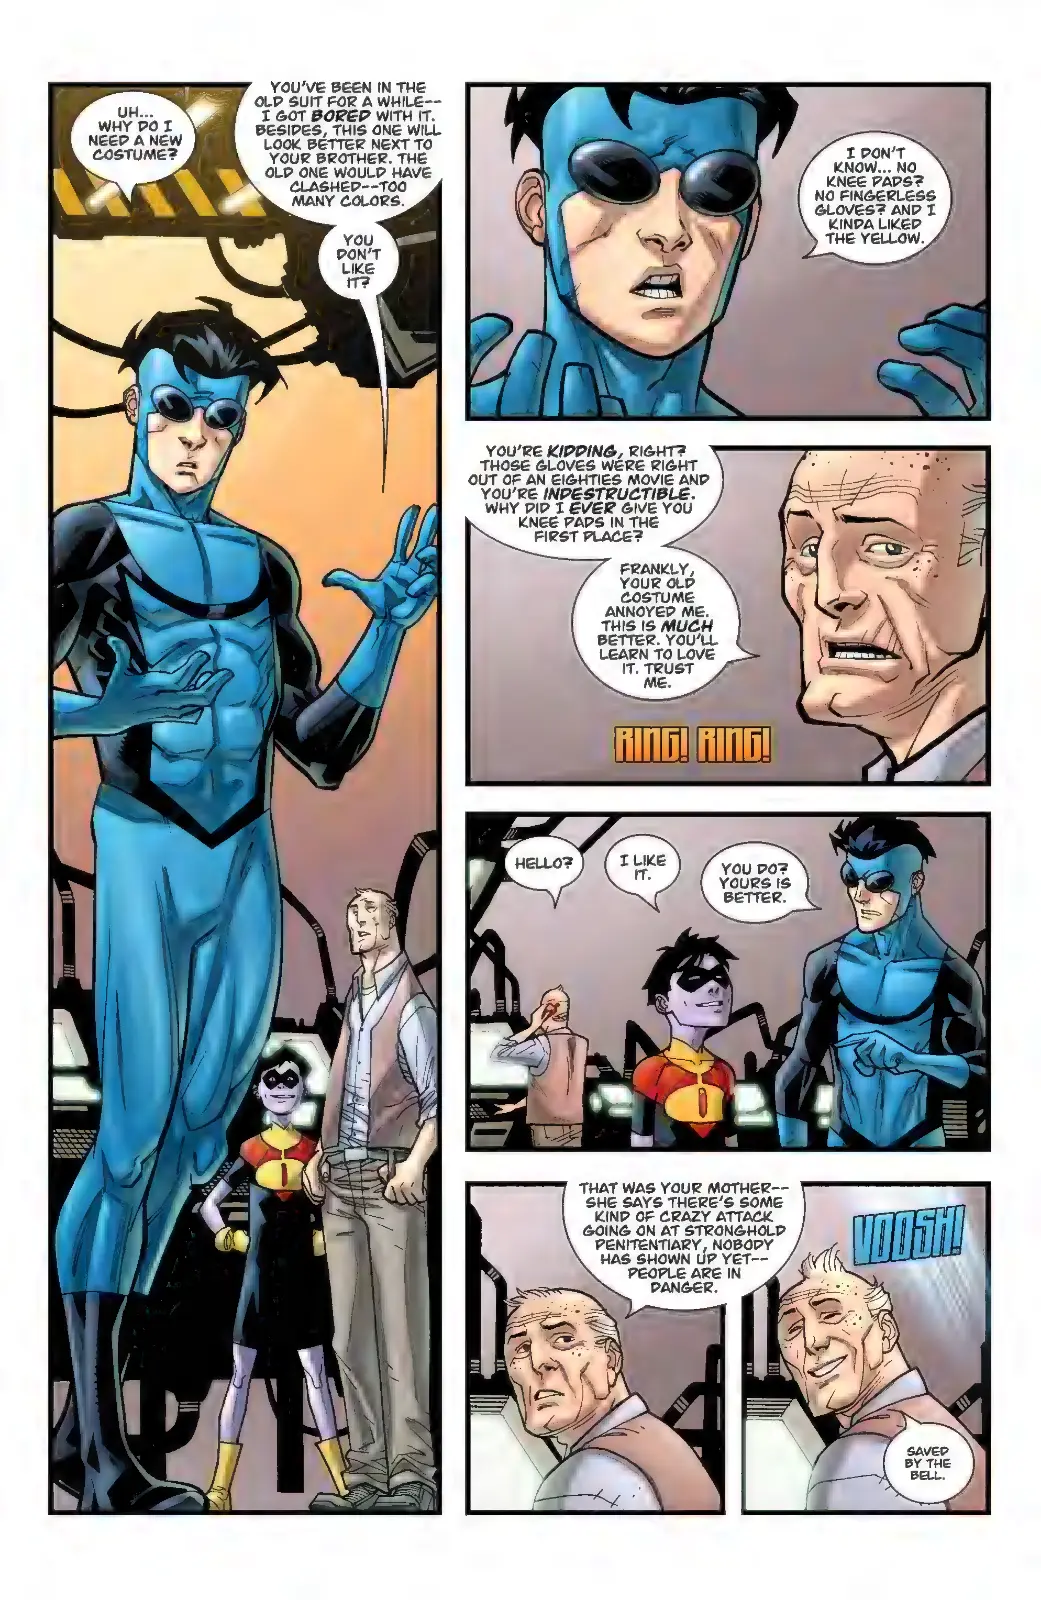 UH...
WHY DO I
NEED A NEW
COSTUME?
YOU'VE BEEN IN THE
OLD SUIT FOR A WHILE--
I GOT BORED WITH IT.
BESIDES, THIS ONE WILL
LOOK BETTER NEXT TO
YOUR BROTHER. THE
OLD ONE WOULD HAVE
CLASHED--TOO
MANY COLORS.
YOU
DON'T
LIKE
IT?
I DON'T
KNOW... NO
KNEE PADS?
NO FINGERLESS
GLOVES? AND I
KINDA LIKED
THE YELLOW.
YOU'RE KIDDING, RIGHT?
THOSE GLOVES WERE RIGHT
OUT OF AN EIGHTIES MOVIE AND
YOU'RE INDESTRUCTIBLE.
WHY DID I EVER GIVE YOU
KNEE PADS IN THE
FIRST PLACE?
FRANKLY,
YOUR OLD
COSTUME
ANNOYED ME.
THIS IS MUCH
BETTER. YOU'LL
LEARN TO LOVE
IT. TRUST
ME.
RING! RING!
HELLO?
I LIKE
IT.
YOU DO?
YOURS IS
BETTER.
THAT WAS YOUR MOTHER--
SHE SAYS THERE'S SOME
KIND OF CRAZY ATTACK
GOING ON AT STRONGHOLD
PENITENTIARY, NOBODY
HAS SHOWN UP YET--
PEOPLE ARE IN
DANGER.
VOOSH!
SAVED
BY THE
BELL.